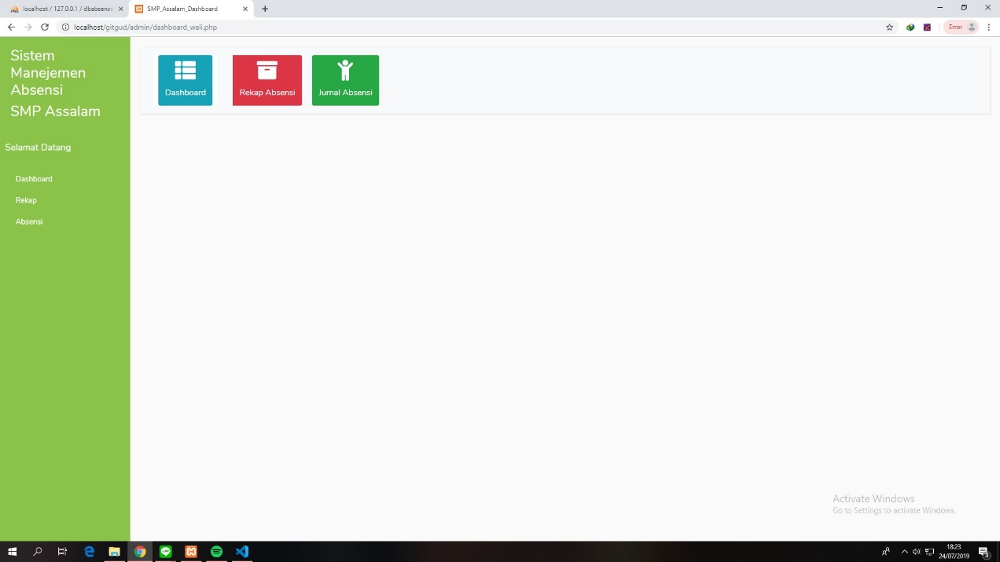 localhost / 127.0.0.1 / dbabsenas
SMP_Assalam_Dashboard
localhost/gitgud/admin/dashboard_wali.php
Error
Sistem
Manejemen
Absensi
SMP Assalam
Selamat Datang
Dashboard
Rekap
Absensi
Dashboard
Rekap Absensi
Jurnal Absensi
Activate Windows
Go to Settings to activate Windows.
18:23
24/07/2019
3